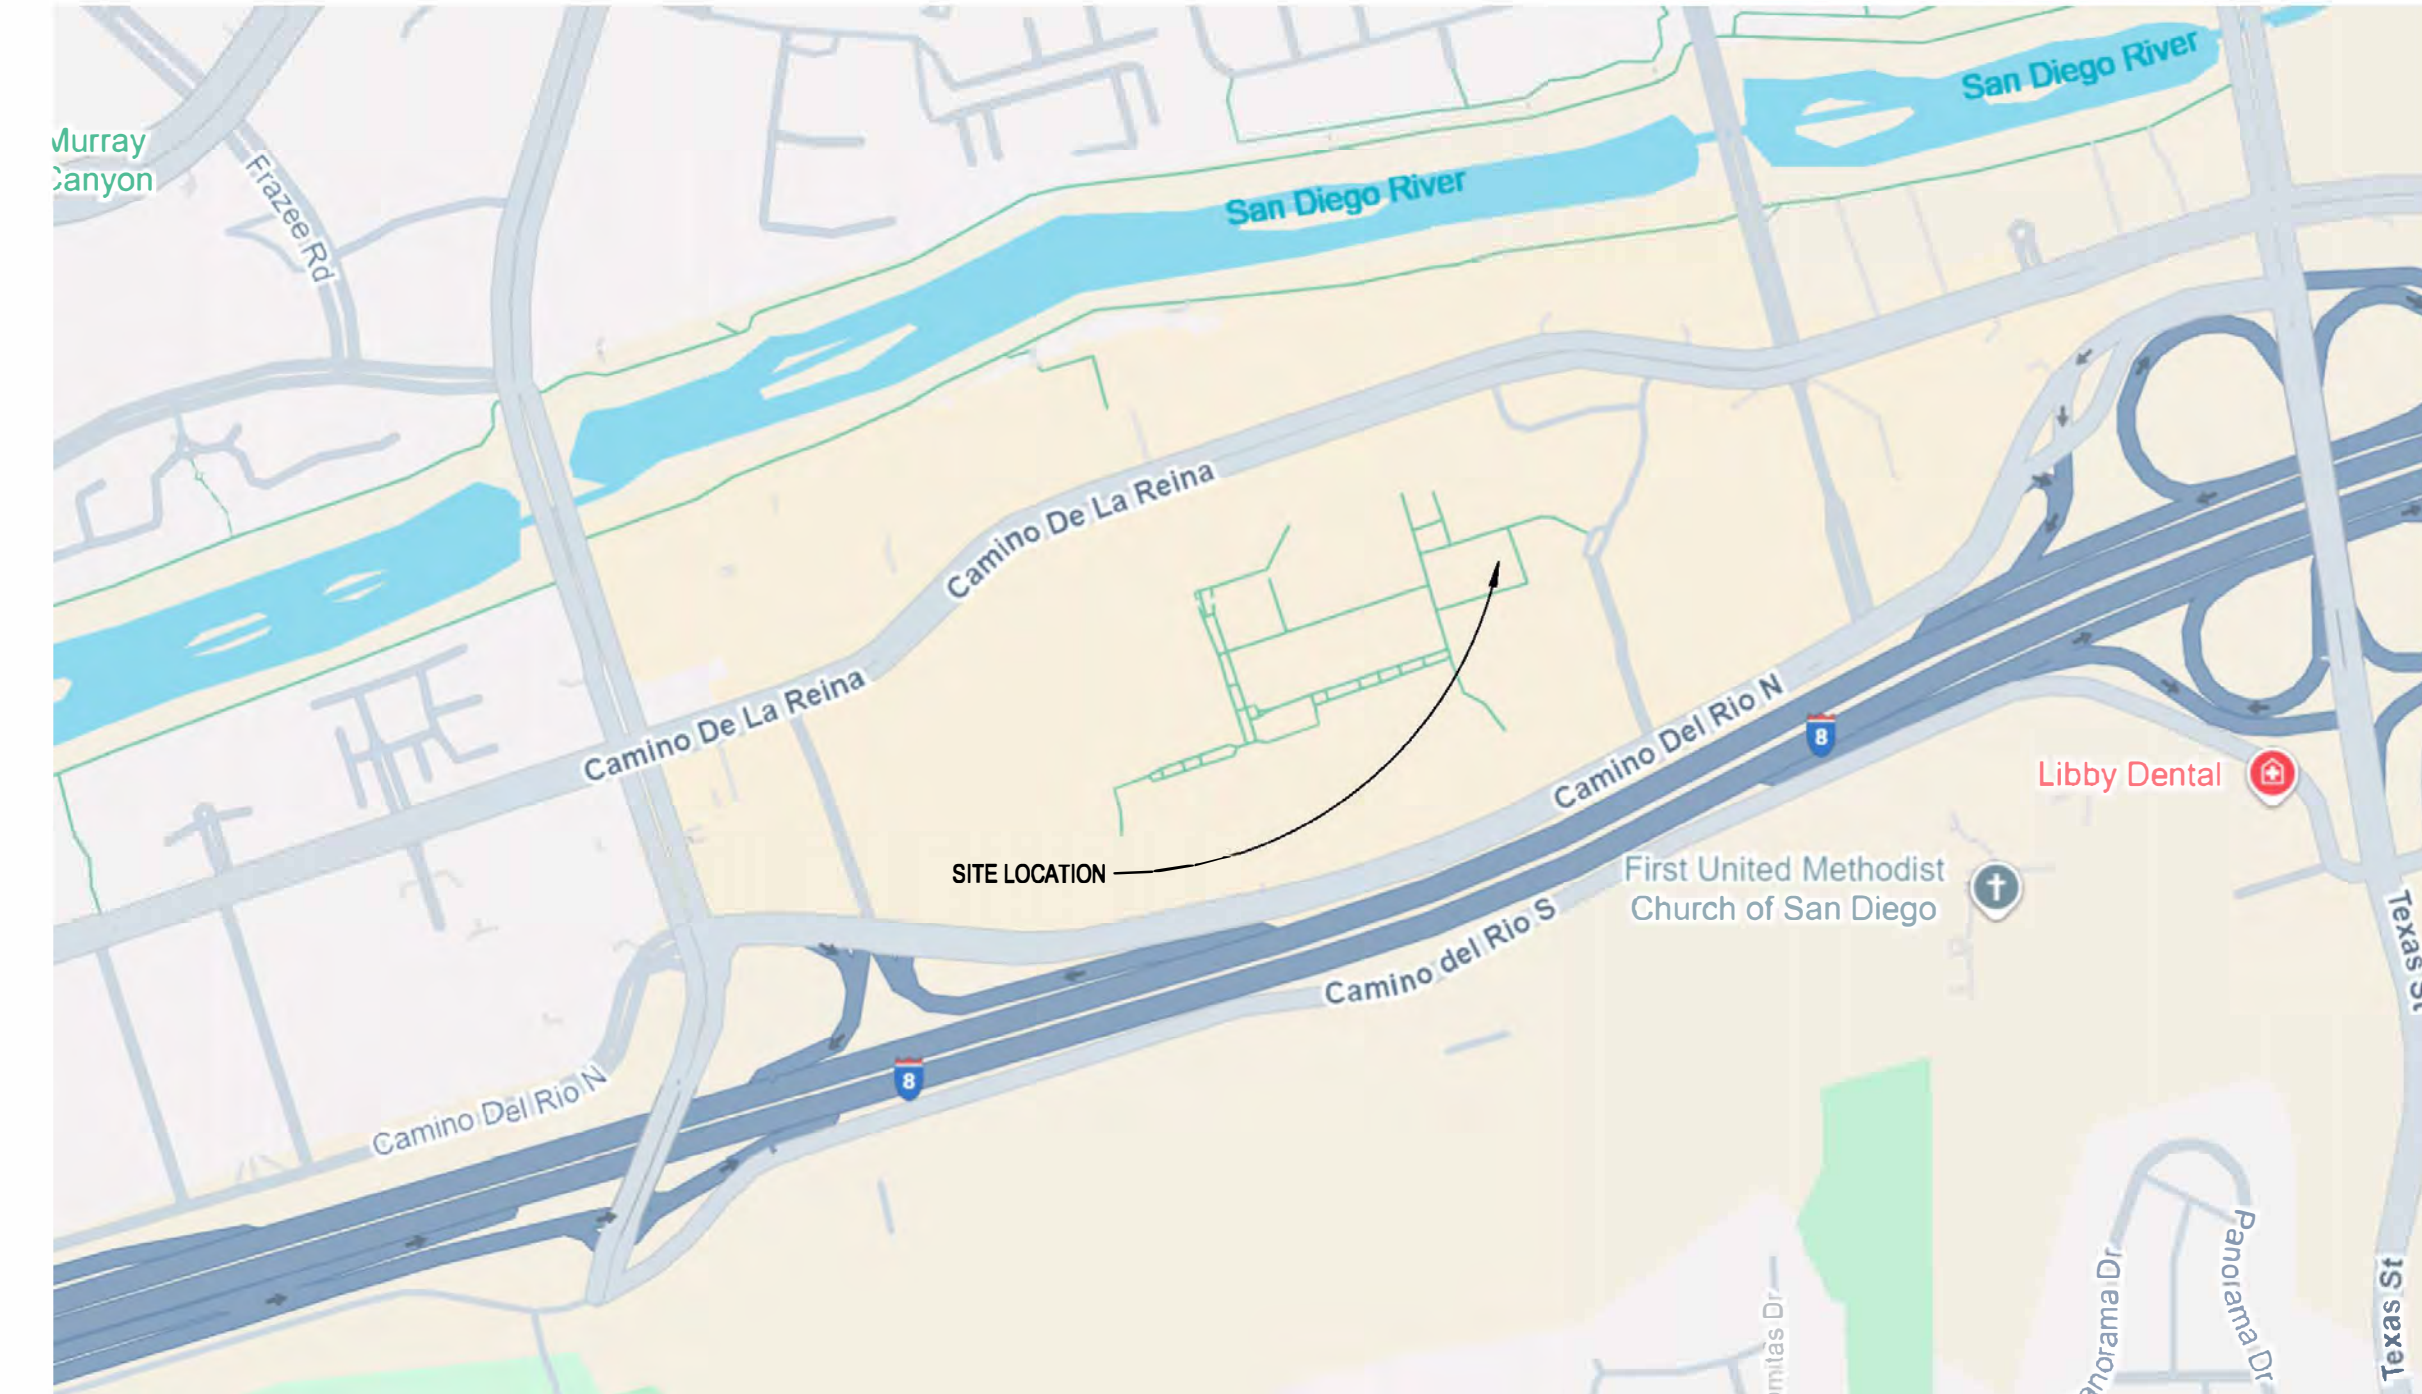 San Diego River
Murray
Canyon
Frazee Rd
San Diego River
Camino De La Reina
Camino De La Reina
Camino Del Rio N
8
Libby Dental
SITE LOCATION
First United Methodist
Church of San Diego
Camino del Rio S
Texas St
8
Camino Del Rio N
Panorama Dr
Texas St